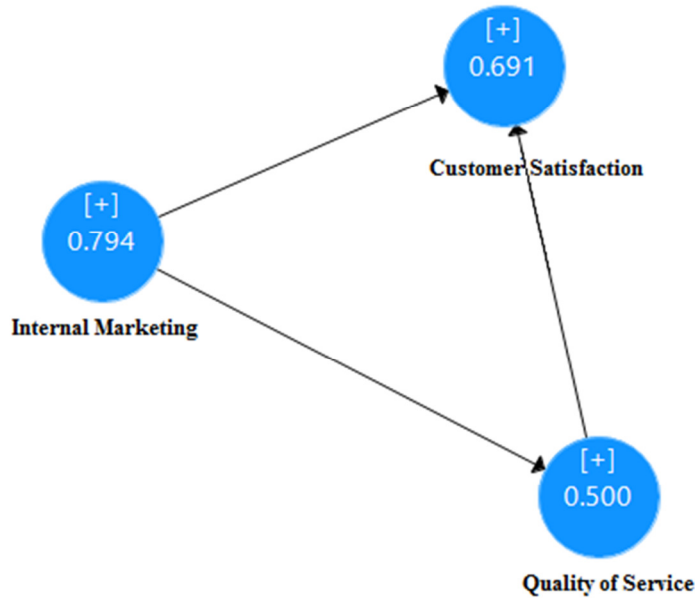 [+]
0.691
Customer Satisfaction
[+]
0.794
Internal Marketing
[+]
0.500
Quality of Service